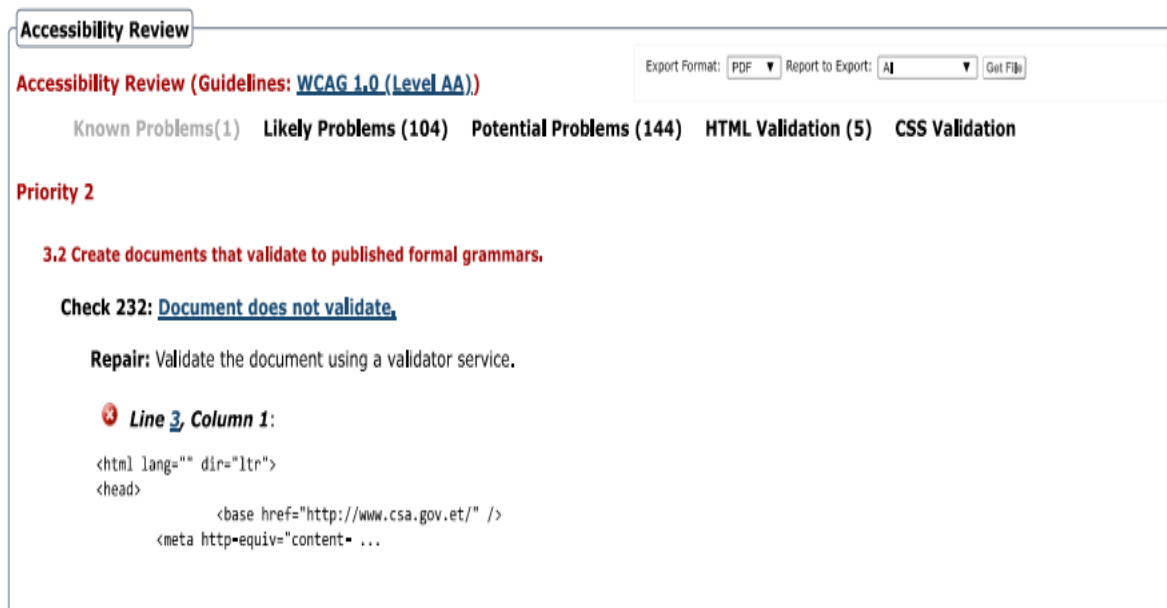 Accessibility Review
Export Format: PDF ▼ Report to Export: All ▼ Get File
Accessibility Review (Guidelines: WCAG 1.0 (Level AA))
Known Problems(1) Likely Problems (104) Potential Problems (144) HTML Validation (5) CSS Validation
Priority 2
3.2 Create documents that validate to published formal grammars.
Check 232: Document does not validate.
Repair: Validate the document using a validator service.
Line 3, Column 1:
<html lang="" dir="ltr">
<head>
<base href="http://www.csa.gov.et/" />
<meta http-equiv="content- ...